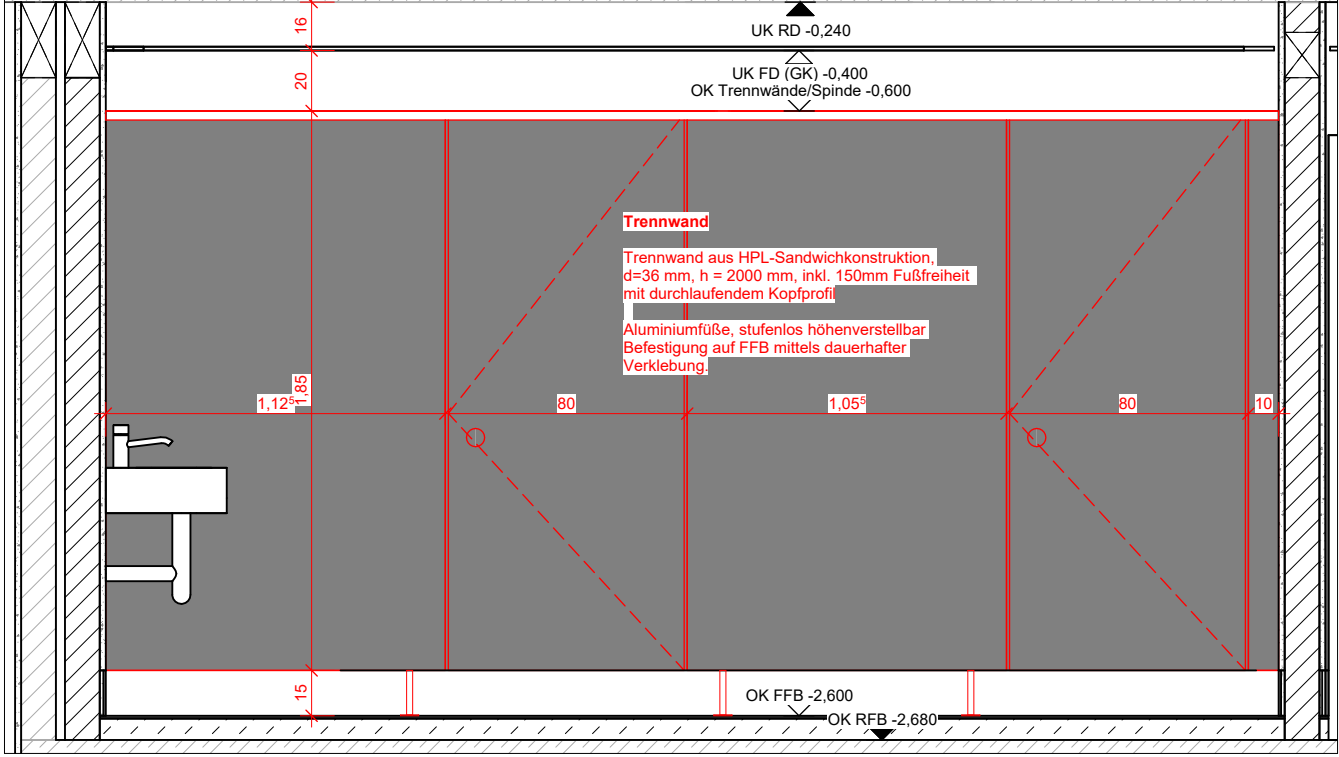 16
UK RD -0,240
20
UK FD (GK) -0,400
OK Trennwände/Spinde -0,600
Trennwand
Trennwand aus HPL-Sandwichkonstruktion,
d=36 mm, h = 2000 mm, inkl. 150mm Fußfreiheit
mit durchlaufendem Kopfprofil
Aluminiumfüße, stufenlos höhenverstellbar
Befestigung auf FFB mittels dauerhafter
Verklebung.
1,12⁵
1,85
80
1,05⁵
80
10
15
OK FFB -2,600
OK RFB -2,680